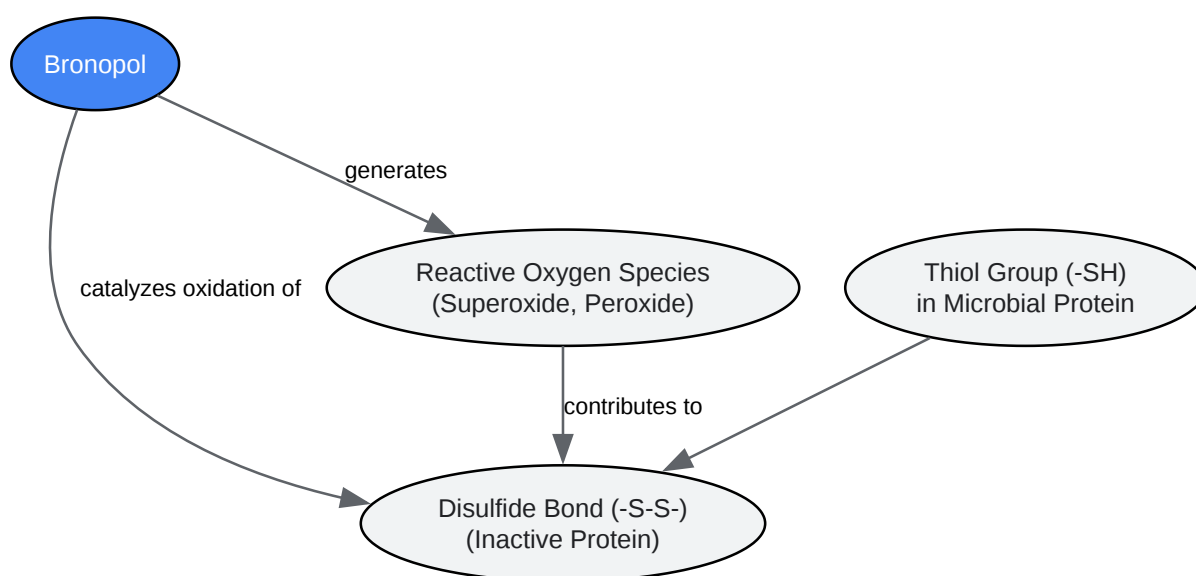 Bronopol
generates
Reactive Oxygen Species
(Superoxide, Peroxide)
Thiol Group (-SH)
in Microbial Protein
catalyzes oxidation of
contributes to
Disulfide Bond (-S-S-)
(Inactive Protein)